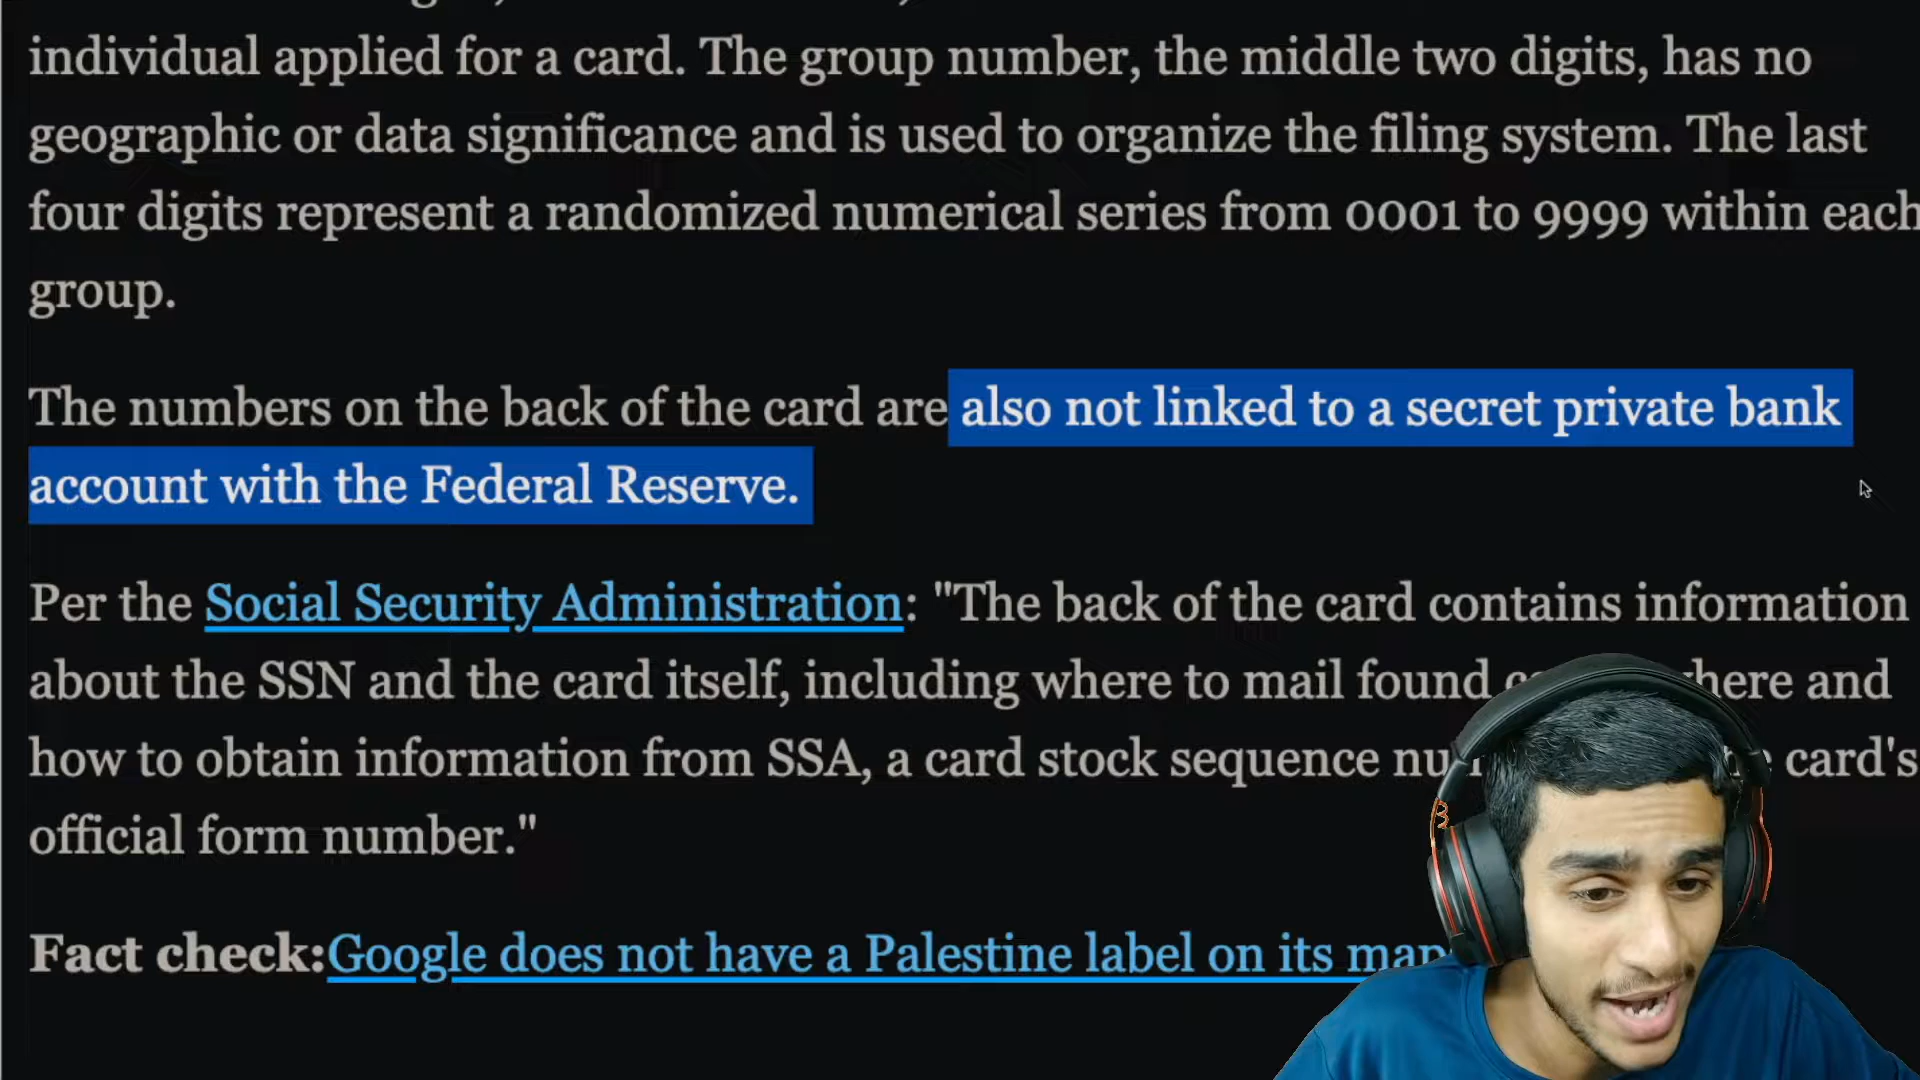 individual applied for a card. The group number, the middle two digits, has no
geographic or data significance and is used to organize the filing system. The last
four digits represent a randomized numerical series from 0001 to 9999 within each
group.
The numbers on the back of the card are also not linked to a secret private bank
account with the Federal Reserve.
Per the Social Security Administration: "The back of the card contains information
about the SSN and the card itself, including where to mail found and
how to obtain information from SSA, a card stock sequence card's
official form number."
Fact check:Google does not have a Palestine label on its